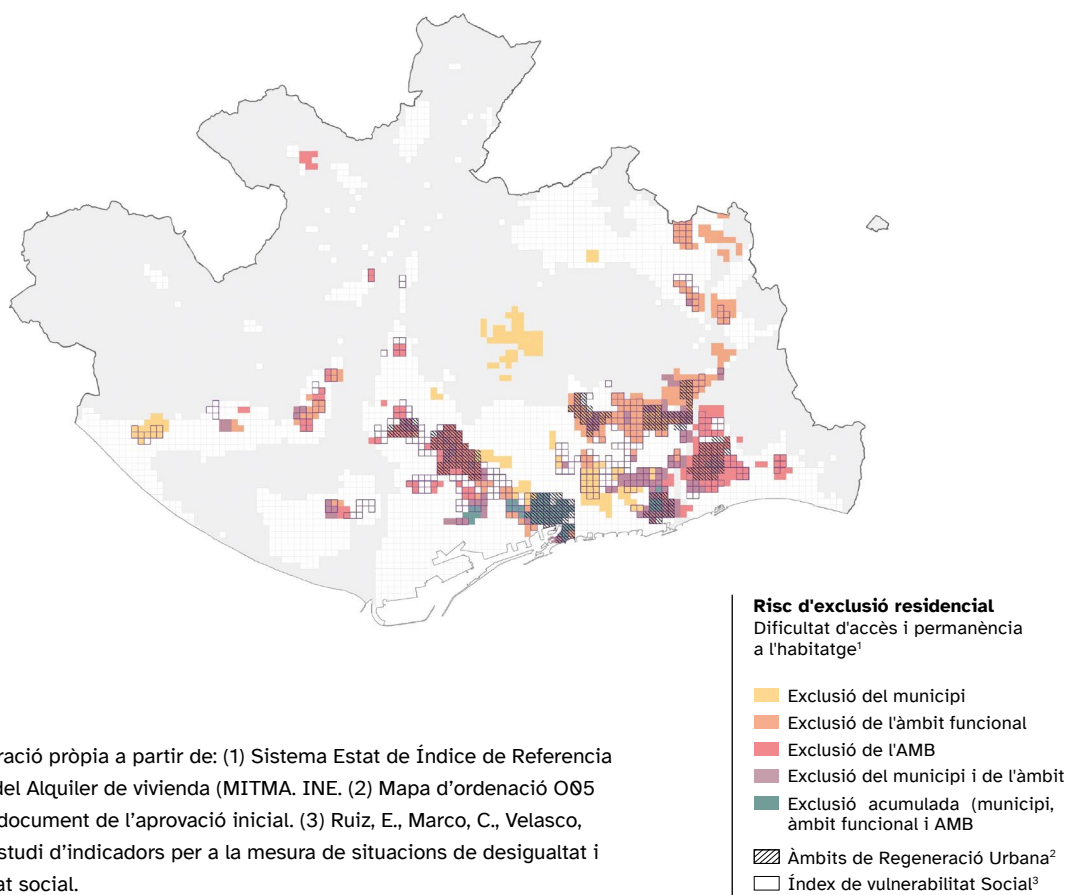 Risc d'exclusió residencial
Dificultat d'accès i permanència
a l'habitatge¹
Exclusió del municipi
Exclusió de l'àmbit funcional
Exclusió de l'AMB
Exclusió del municipi i de l'àmbit
Exclusió acumulada (municipi,
àmbit funcional i AMB
Àmbits de Regeneració Urbana²
Índex de vulnerabilitat Social³
ració pròpia a partir de: (1) Sistema Estat de Índice de Referencia
del Alquiler de vivienda (MITMA. INE. (2) Mapa d’ordenació O05
document de l’aprovació inicial. (3) Ruiz, E., Marco, C., Velasco,
studi d’indicadors per a la mesura de situacions de desigualtat i
at social.